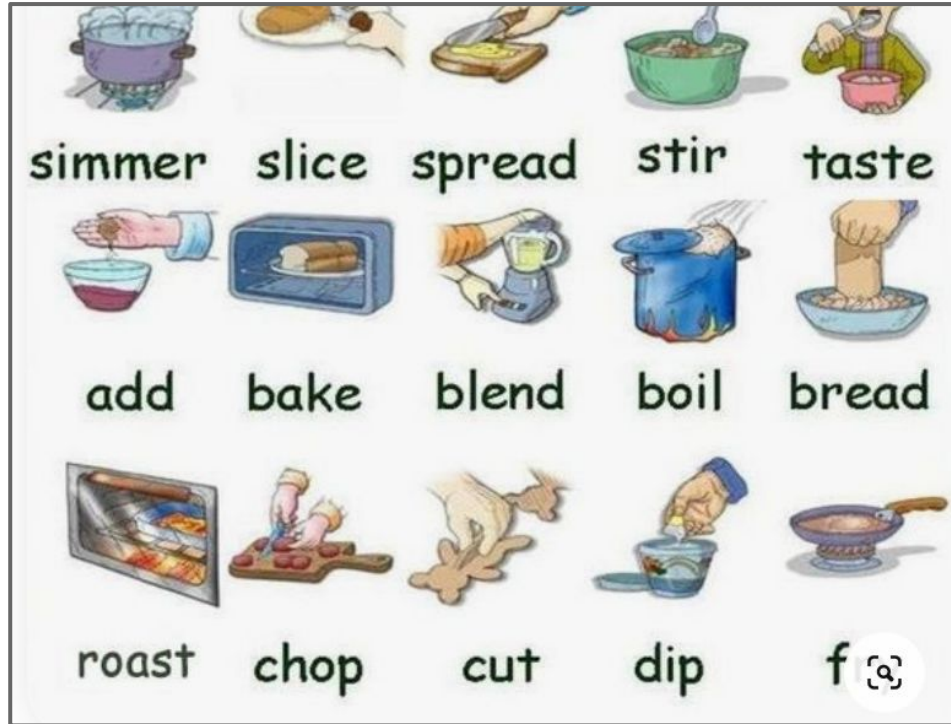 simmer slice spread stir taste
add bake blend boil bread
roast chop cut dip